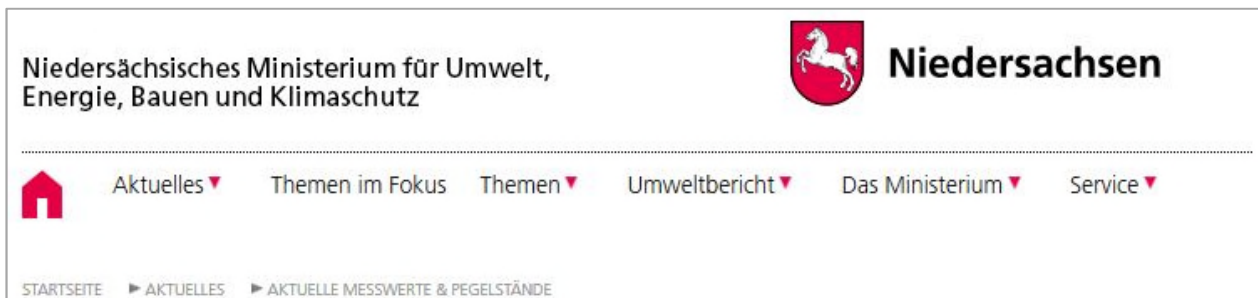 Niedersächsisches Ministerium für Umwelt,
Energie, Bauen und Klimaschutz
Niedersachsen
Aktuelles Themen im Fokus Themen Umweltbericht Das Ministerium Service
STARTSEITE ► AKTUELLES ► AKTUELLE MESSWERTE & PEGELSTÄNDE